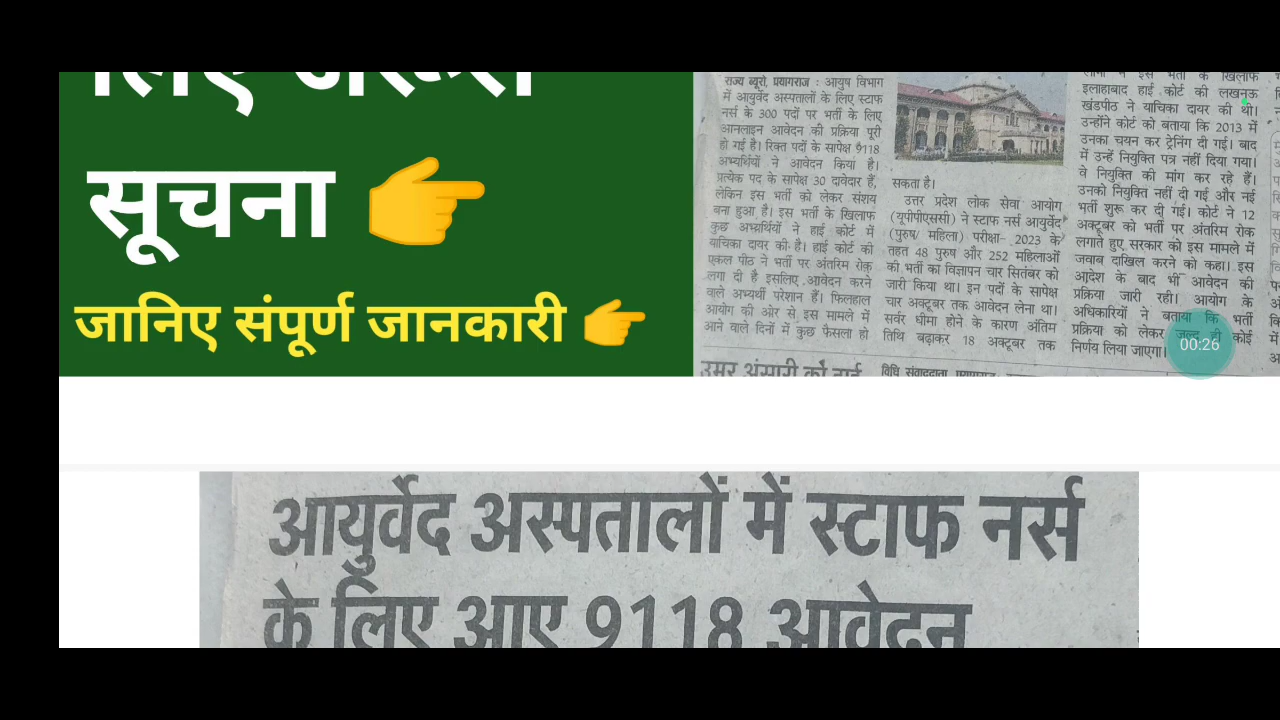 सूचना 👉
जानिए संपूर्ण जानकारी 👉
राज्य ब्यूरो, प्रयागराज : आयुष विभाग
में आयुर्वेद अस्पतालों के लिए स्टाफ
नर्स के 300 पदों पर भर्ती के लिए
आनलाइन आवेदन की प्रक्रिया पूरी
हो गई है। रिक्त पदों के सापेक्ष 9118
अभ्यर्थियों ने आवेदन किया है।
प्रत्येक पद के सापेक्ष 30 दावेदार हैं,
लेकिन इस भर्ती को लेकर संशय
बना हुआ है। इस भर्ती के खिलाफ
कुछ अभ्यर्थियों ने हाई कोर्ट में
याचिका दायर की है। हाई कोर्ट की
एकल पीठ ने भर्ती पर अंतरिम रोक
लगा दी है इसलिए आवेदन करने
वाले अभ्यर्थी परेशान हैं। फिलहाल
आयोग की ओर से इस मामले में
आने वाले दिनों में कुछ फैसला हो
सकता है।
उत्तर प्रदेश लोक सेवा आयोग
(यूपीपीएससी) ने स्टाफ नर्स आयुर्वेद
(पुरुष/महिला) परीक्षा- 2023 के
तहत 48 पुरुष और 252 महिलाओं
की भर्ती का विज्ञापन चार सितंबर को
जारी किया था। इन पदों के सापेक्ष
चार अक्टूबर तक आवेदन लेना था।
सर्वर धीमा होने के कारण अंतिम
तिथि बढ़ाकर 18 अक्टूबर तक
ने इस भर्ती के खिलाफ
इलाहाबाद हाई कोर्ट की लखनऊ
खंडपीठ ने याचिका दायर की थी।
उन्होंने कोर्ट को बताया कि 2013 में
उनका चयन कर ट्रेनिंग दी गई। बाद
में उन्हें नियुक्ति पत्र नहीं दिया गया।
वे नियुक्ति की मांग कर रहे हैं।
उनको नियुक्ति नहीं दी गई और नई
भर्ती शुरू कर दी गई। कोर्ट ने 12
अक्टूबर को भर्ती पर अंतरिम रोक
लगाते हुए सरकार को इस मामले में
जवाब दाखिल करने को कहा। इस
आदेश के बाद भी आवेदन की
प्रक्रिया जारी रही। आयोग के
अधिकारियों ने बताया कि भर्ती
प्रक्रिया को लेकर जल्द ही कोई
निर्णय लिया जाएगा।
00:26
आयुर्वेद अस्पतालों में स्टाफ नर्स
के लिए आए 9118 आवेदन